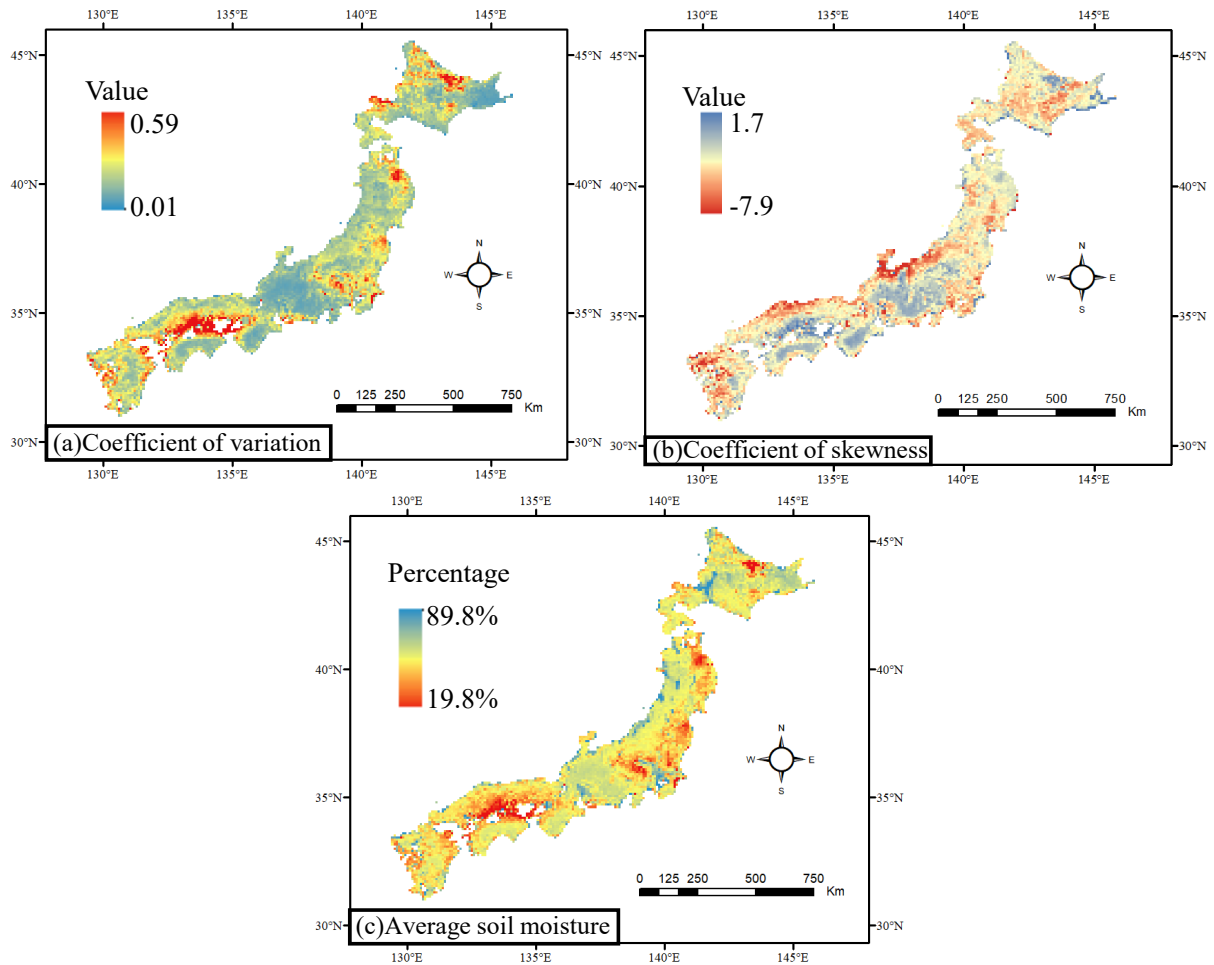 130°E 135°E 140°E 145°E
130°E 135°E 140°E 145°E
45°N 45°N
45°N 45°N
Value
0.59
0.01
Value
1.7
-7.9
40°N 40°N
40°N 40°N
N
W E
S
N
W E
S
35°N 35°N
35°N 35°N
0 125 250 500 750
Km
0 125 250 500 750
Km
30°N 30°N
30°N 30°N
(a)Coefficient of variation
(b)Coefficient of skewness
130°E 135°E 140°E 145°E
130°E 135°E 140°E 145°E
130°E 135°E 140°E 145°E
45°N 45°N
Percentage
89.8%
19.8%
40°N 40°N
N
W E
S
35°N 35°N
0 125 250 500 750
Km
30°N 30°N
(c)Average soil moisture
130°E 135°E 140°E 145°E